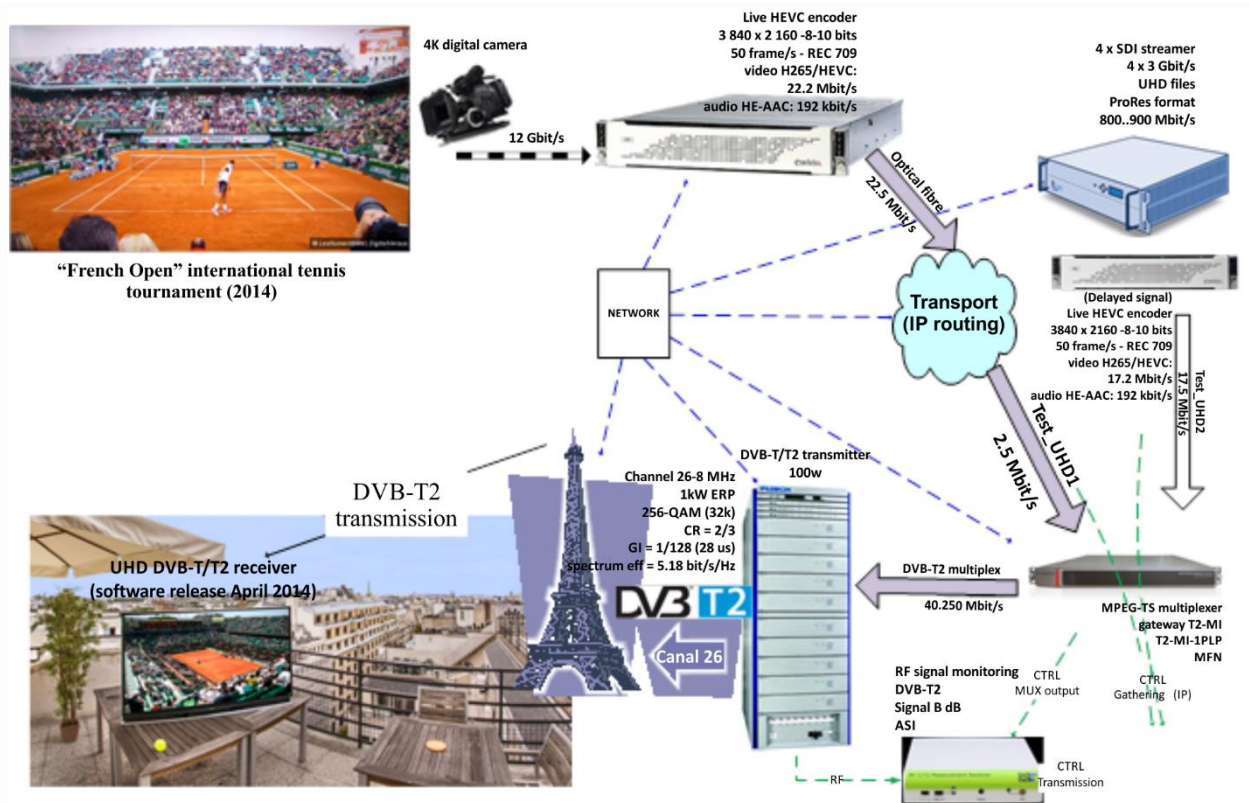 4K digital camera
12 Gbit/s
Live HEVC encoder
3 840 x 2 160 -8-10 bits
50 frame/s - REC 709
video H265/HEVC:
22.2 Mbit/s
audio HE-AAC: 192 kbit/s
4 x SDI streamer
4 x 3 Gbit/s
UHD files
ProRes format
800..900 Mbit/s
Optical fibre
22.5 Mbit/s
“French Open” international tennis
tournament (2014)
NETWORK
Transport
(IP routing)
(Delayed signal)
Live HEVC encoder
3840 x 2160 -8-10 bits
50 frame/s - REC 709
video H265/HEVC:
17.2 Mbit/s
audio HE-AAC: 192 kbit/s
Test_UHD2
17.5 Mbit/s
Test_UHD1
2.5 Mbit/s
DVB-T/T2 transmitter
100w
Channel 26-8 MHz
1kW ERP
256-QAM (32k)
CR = 2/3
GI = 1/128 (28 us)
spectrum eff = 5.18 bit/s/Hz
DVB T2
Canal 26
DVB-T2
transmission
UHD DVB-T/T2 receiver
(software release April 2014)
DVB-T2 multiplex
40.250 Mbit/s
MPEG-TS multiplexer
gateway T2-MI
T2-MI-1PLP
MFN
CTRL
MUX output
CTRL
Gathering (IP)
RF signal monitoring
DVB-T2
Signal B dB
ASI
RF
CTRL
Transmission